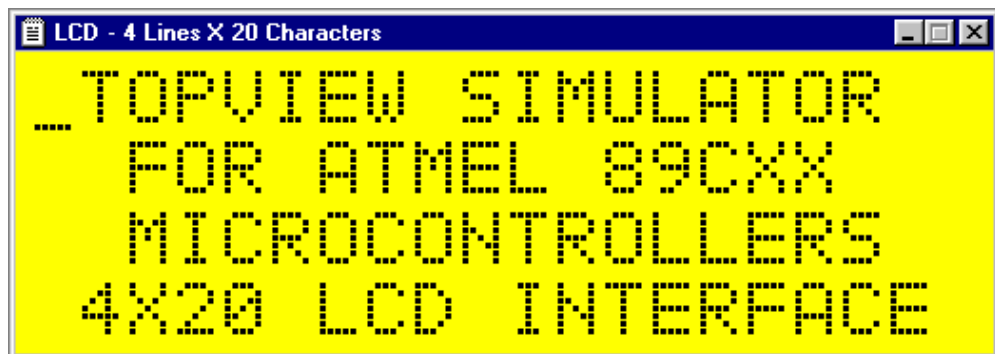 LCD - 4 Lines X 20 Characters
_TOPVIEW SIMULATOR
FOR ATMEL 89CXX
MICROCONTROLLERS
4X20 LCD INTERFACE